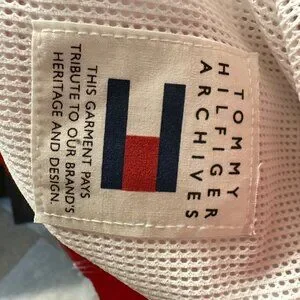 TOMMY
HILFIGER
ARCHIVES
THIS GARMENT PAYS
TRIBUTE TO OUR BRAND'S
HERITAGE AND DESIGN.